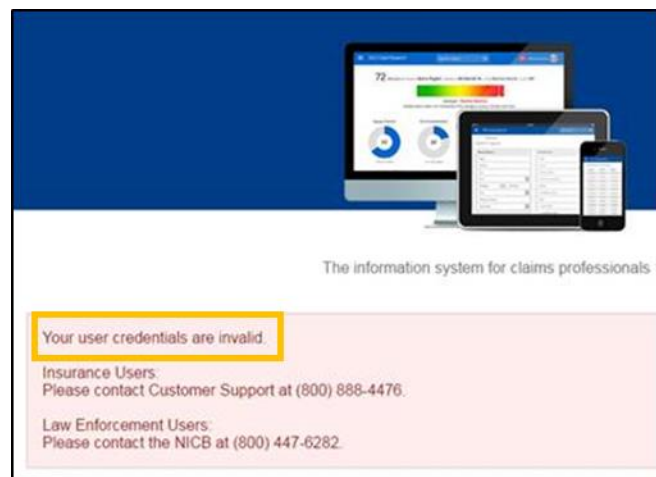 72
The information system for claims professionals
Your user credentials are invalid.
Insurance Users:
Please contact Customer Support at (800) 888-4476.
Law Enforcement Users:
Please contact the NICB at (800) 447-6282.